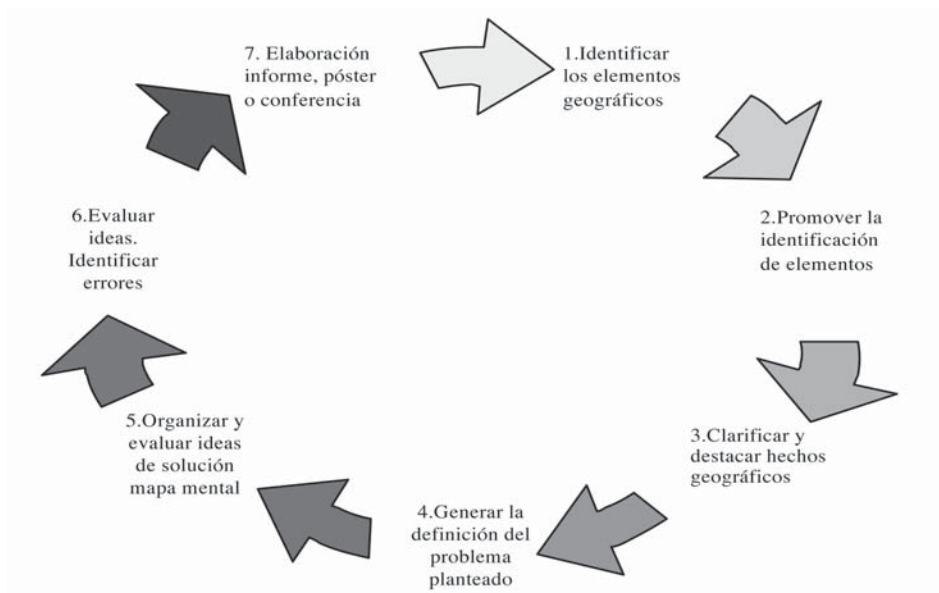 7. Elaboración
informe, póster
o conferencia
1.Identificar
los elementos
geográficos
2.Promover la
identificación
de elementos
3.Clarificar y
destacar hechos
geográficos
4.Generar la
definición del
problema
planteado
5.Organizar y
evaluar ideas
de solución
mapa mental
6.Evaluar
ideas.
Identificar
errores